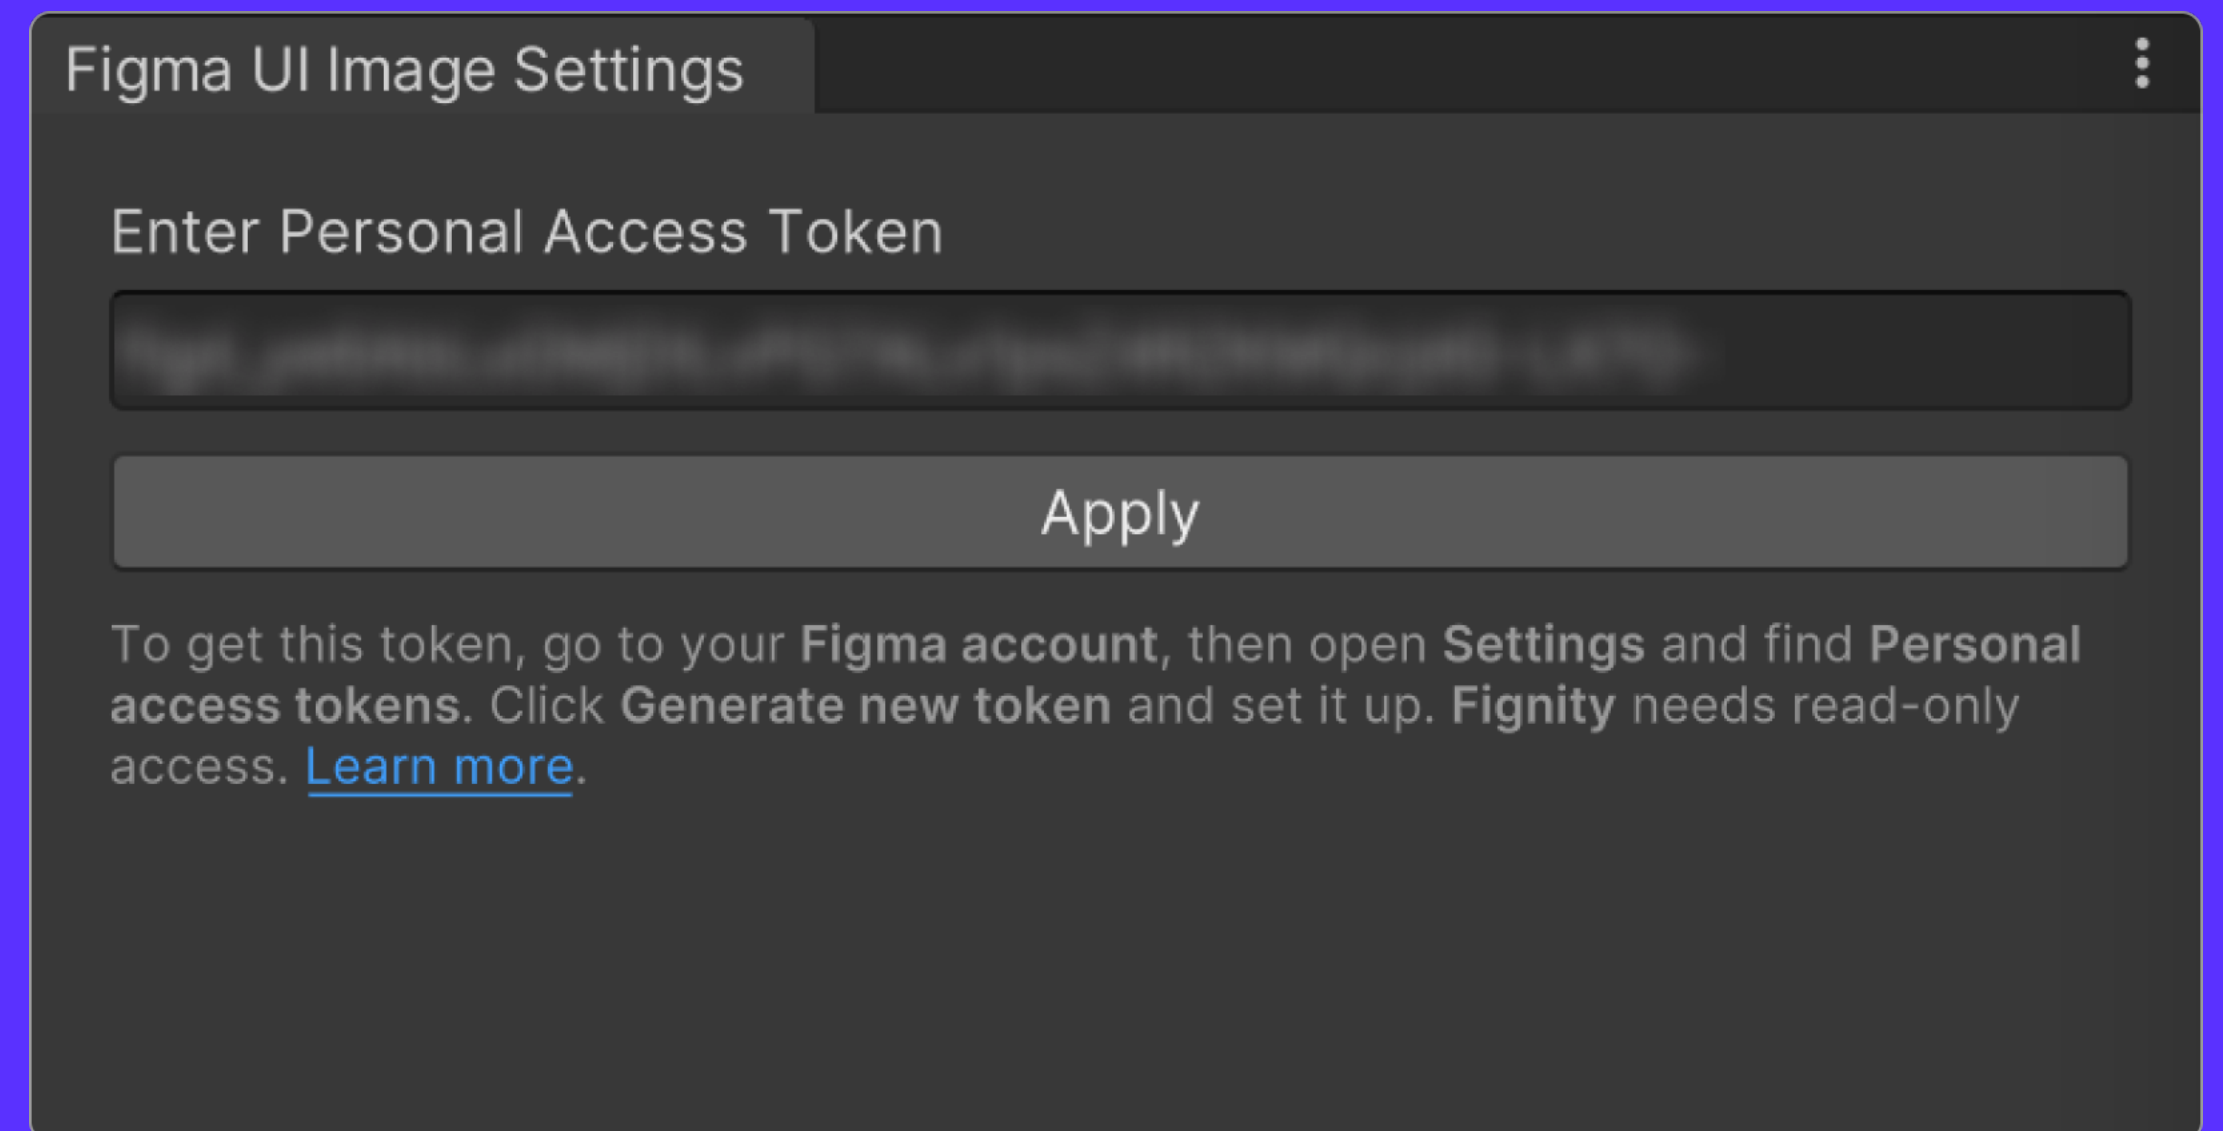 Figma UI Image Settings
Enter Personal Access Token
Apply
To get this token, go to your Figma account, then open Settings and find Personal
access tokens. Click Generate new token and set it up. Fignity needs read-only
access. Learn more.